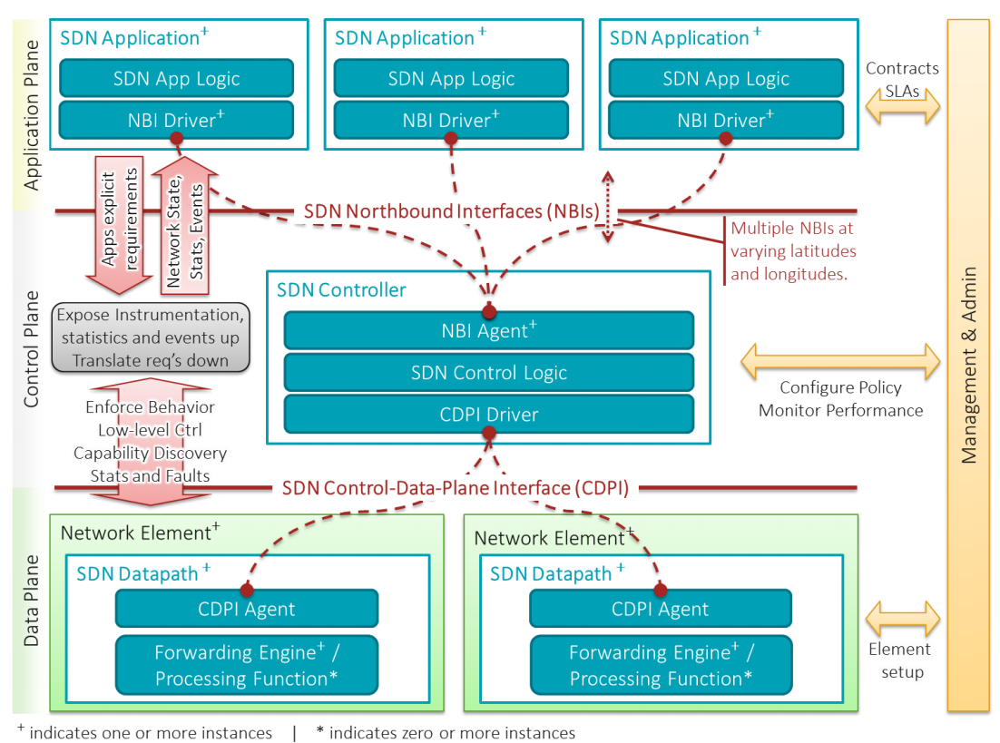 Application Plane
SDN Application+
SDN App Logic
NBI Driver+
SDN Application+
SDN App Logic
NBI Driver+
SDN Application+
SDN App Logic
NBI Driver+
Contracts
SLAs
Apps explicit
requirements
Network State,
Stats, Events
SDN Northbound Interfaces (NBIs)
Multiple NBIs at
varying latitudes
and longitudes.
Control Plane
Expose Instrumentation,
statistics and events up
Translate req's down
SDN Controller
NBI Agent+
SDN Control Logic
CDPI Driver
Configure Policy
Monitor Performance
Management & Admin
Enforce Behavior
Low-level Ctrl
Capability Discovery
Stats and Faults
SDN Control-Data-Plane Interface (CDPI)
Data Plane
Network Element+
SDN Datapath+
CDPI Agent
Forwarding Engine+ /
Processing Function*
Network Element+
SDN Datapath+
CDPI Agent
Forwarding Engine+ /
Processing Function*
Element
setup
+ indicates one or more instances | * indicates zero or more instances